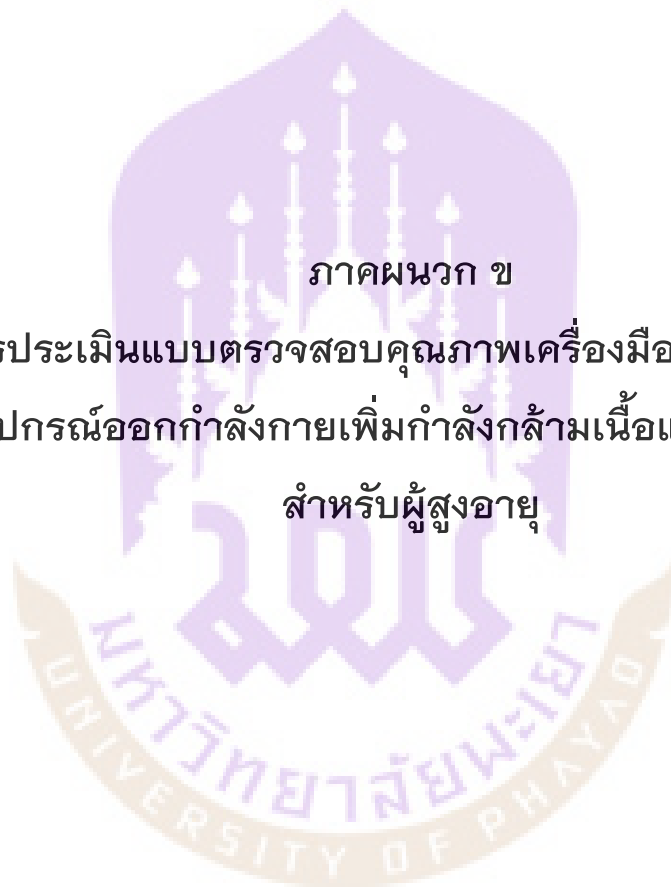 ภาคผนวก ข
รประเมินแบบตรวจสอบคุณภาพเครื่องมือ
ปกรณ์ออกกำลังกายเพิ่มกำลังกล้ามเนื้อแ
สำหรับผู้สูงอายุ
มหาวิทยาลัยพะเยา
UNIVERSITY OF PHAYAO